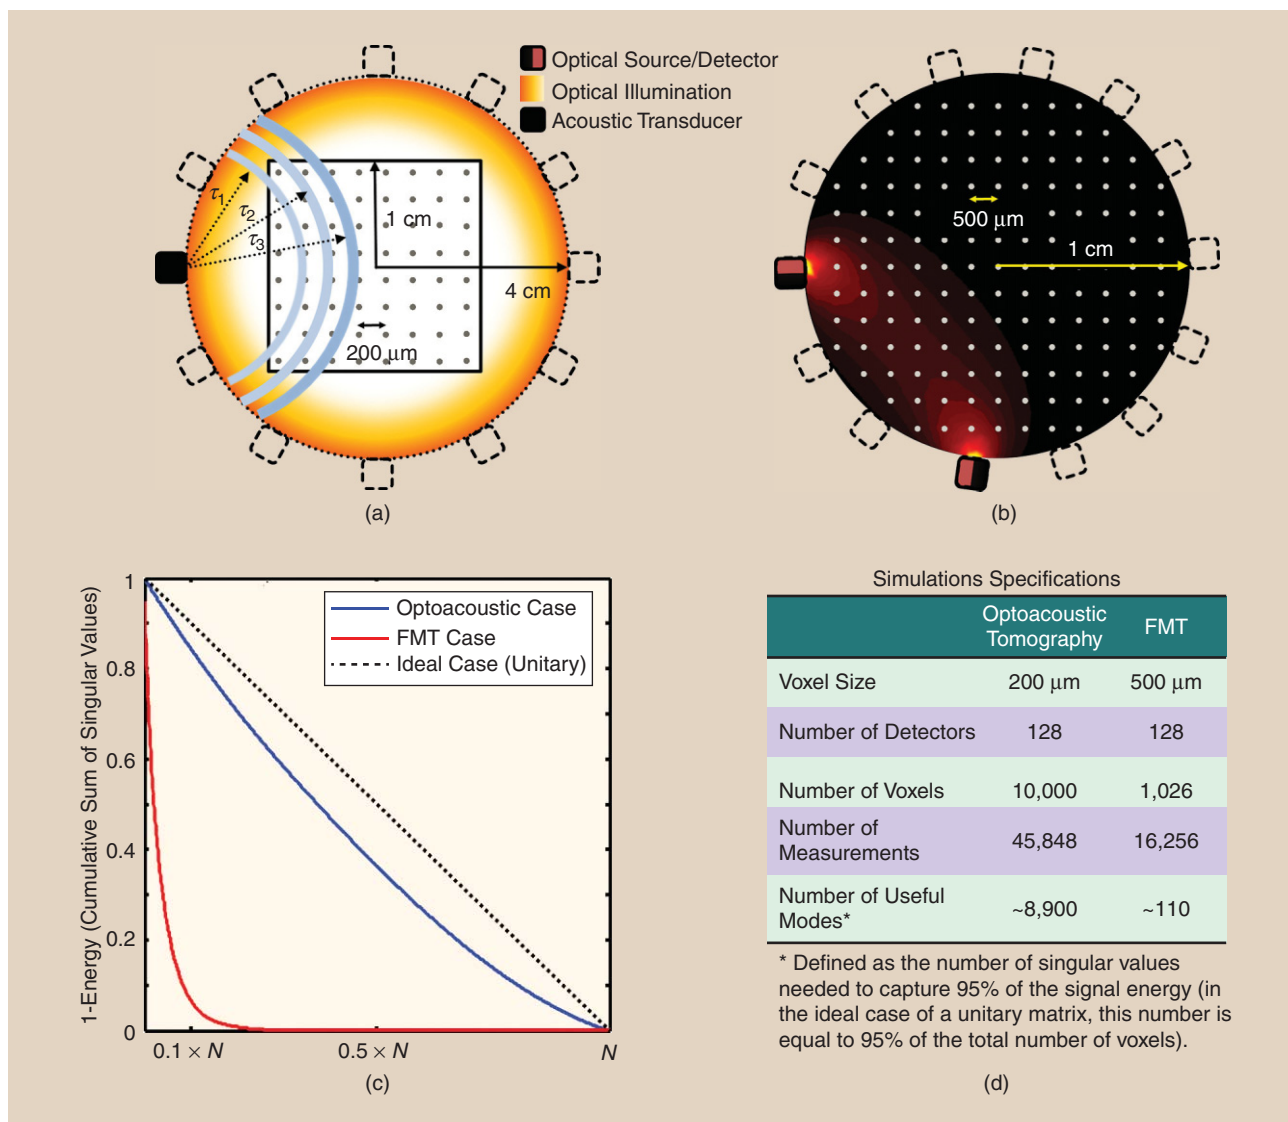 Optical Source/Detector
Optical Illumination
Acoustic Transducer
τ1
τ2
τ3
1 cm
4 cm
200 μm
(a)
500 μm
1 cm
(b)
1-Energy (Cumulative Sum of Singular Values)
1
0.8
0.6
0.4
0.2
0
Optoacoustic Case
FMT Case
Ideal Case (Unitary)
0.1 × N
0.5 × N
N
(c)
Simulations Specifications
Optoacoustic Tomography FMT
Voxel Size 200 μm 500 μm
Number of Detectors 128 128
Number of Voxels 10,000 1,026
Number of Measurements 45,848 16,256
Number of Useful Modes* ~8,900 ~110
* Defined as the number of singular values
needed to capture 95% of the signal energy (in
the ideal case of a unitary matrix, this number is
equal to 95% of the total number of voxels).
(d)